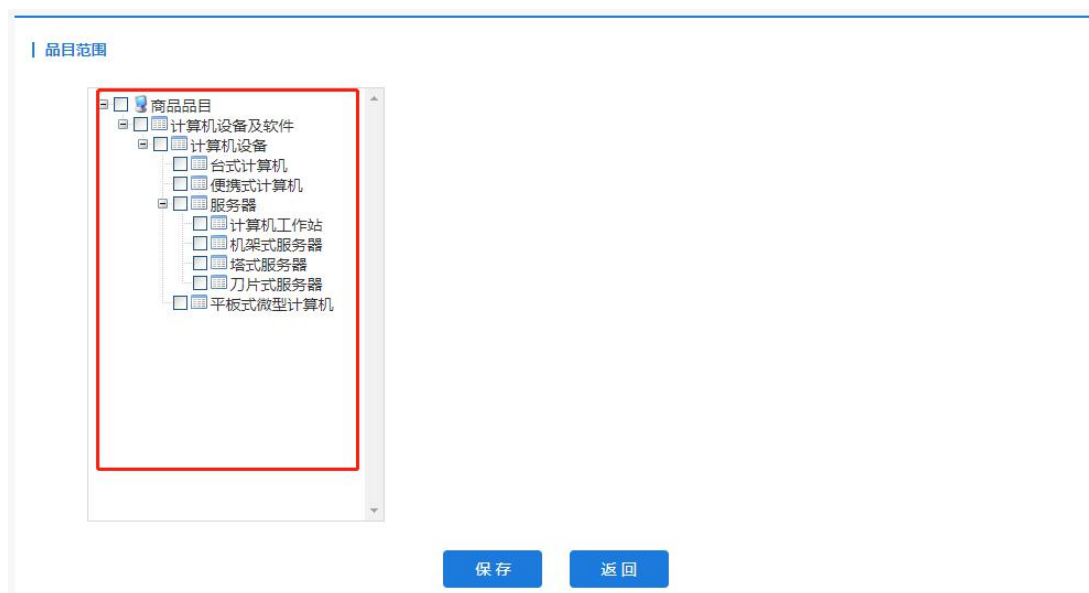 品目范围
商品品目
计算机设备及软件
计算机设备
台式计算机
便携式计算机
服务器
计算机工作站
机架式服务器
塔式服务器
刀片式服务器
平板式微型计算机
保存
返回